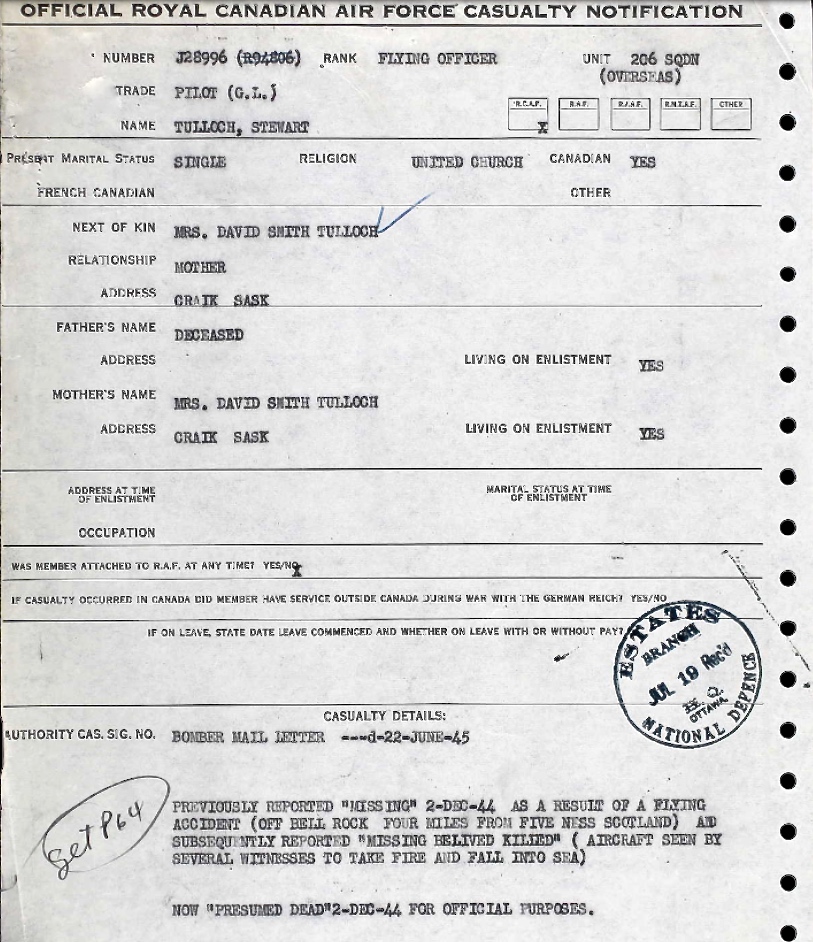 OFFICIAL ROYAL CANADIAN AIR FORCE CASUALTY NOTIFICATION
NUMBER J28996 (R94806) RANK FLYING OFFICER UNIT 206 SQDN
(OVERSEAS)
TRADE PILOT (G.L.)
R.C.A.F. R.A.F. R.A.A.F. R.N.Z.A.F. OTHER
NAME TULLOCH, STEWART X
PRESENT MARITAL STATUS SINGLE RELIGION UNITED CHURCH CANADIAN YES
FRENCH CANADIAN OTHER
NEXT OF KIN MRS. DAVID SMITH TULLOCH
RELATIONSHIP MOTHER
ADDRESS CRAIK SASK
FATHER'S NAME DECEASED
ADDRESS LIVING ON ENLISTMENT YES
MOTHER'S NAME MRS. DAVID SMITH TULLOCH
ADDRESS CRAIK SASK LIVING ON ENLISTMENT YES
ADDRESS AT TIME OF ENLISTMENT MARITAL STATUS AT TIME OF ENLISTMENT
OCCUPATION
WAS MEMBER ATTACHED TO R.A.F. AT ANY TIME? YES/NO X
IF CASUALTY OCCURRED IN CANADA DID MEMBER HAVE SERVICE OUTSIDE CANADA DURING WAR WITH THE GERMAN REICH? YES/NO
IF ON LEAVE, STATE DATE LEAVE COMMENCED AND WHETHER ON LEAVE WITH OR WITHOUT PAY?
ESTATES
BRANCH
JUL 19 Rec'd
OTTAWA
NATIONAL DEFENCE
CASUALTY DETAILS:
AUTHORITY CAS. SIG. NO. BOMBER MAIL LETTER ---d-22-JUNE-45
Set P64
PREVIOUSLY REPORTED "MISSING" 2-DEC-44 AS A RESULT OF A FLYING
ACCIDENT (OFF BELL ROCK FOUR MILES FROM FIVE NESS SCOTLAND) AND
SUBSEQUENTLY REPORTED "MISSING BELIVED KILLED" ( AIRCRAFT SEEN BY
SEVERAL WITNESSES TO TAKE FIRE AND FALL INTO SEA)
NOW "PRESUMED DEAD"2-DEC-44 FOR OFFICIAL PURPOSES.